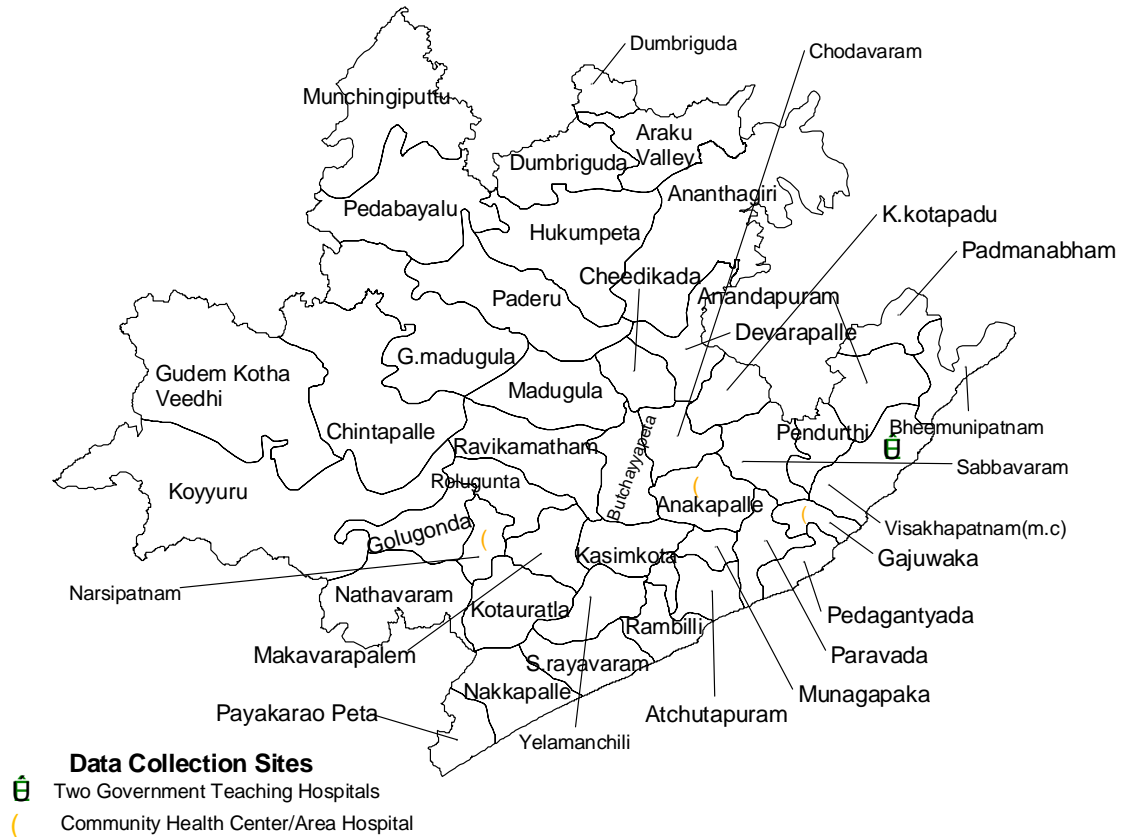 Dumbriguda
Chodavaram
Munchingiputtu
Araku
Valley
Dumbriguda
Ananthagiri
Pedabayalu
K.kotapadu
Hukumpeta
Padmanabham
Cheedikada
Paderu
Anandapuram
Devarapalle
G.madugula
Gudem Kotha
Veedhi
Madugula
Chintapalle
Butchayyapeta
Pendurthi
Bheemunipatnam
Ravikamatham
Sabbavaram
Rolugunta
Koyyuru
Anakapalle
Golugonda
Visakhapatnam(m.c)
Kasimkota
Gajuwaka
Narsipatnam
Nathavaram
Kotauratla
Pedagantyada
Rambilli
Makavarapalem
Paravada
S.rayavaram
Nakkapalle
Munagapaka
Payakarao Peta
Atchutapuram
Yelamanchili
Data Collection Sites
Two Government Teaching Hospitals
Community Health Center/Area Hospital